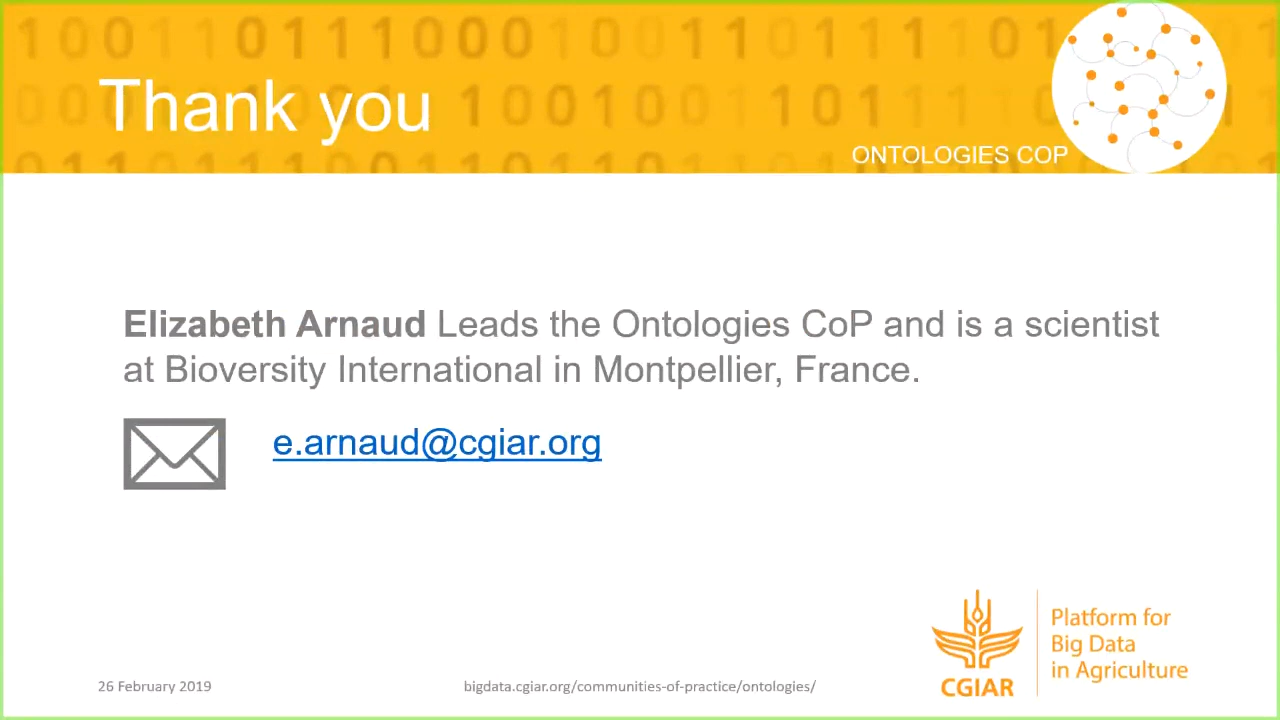 Thank you
ONTOLOGIES COP
Elizabeth Arnaud Leads the Ontologies CoP and is a scientist
at Bioversity International in Montpellier, France.
e.arnaud@cgiar.org
26 February 2019
bigdata.cgiar.org/communities-of-practice/ontologies/
CGIAR
Platform for
Big Data
in Agriculture